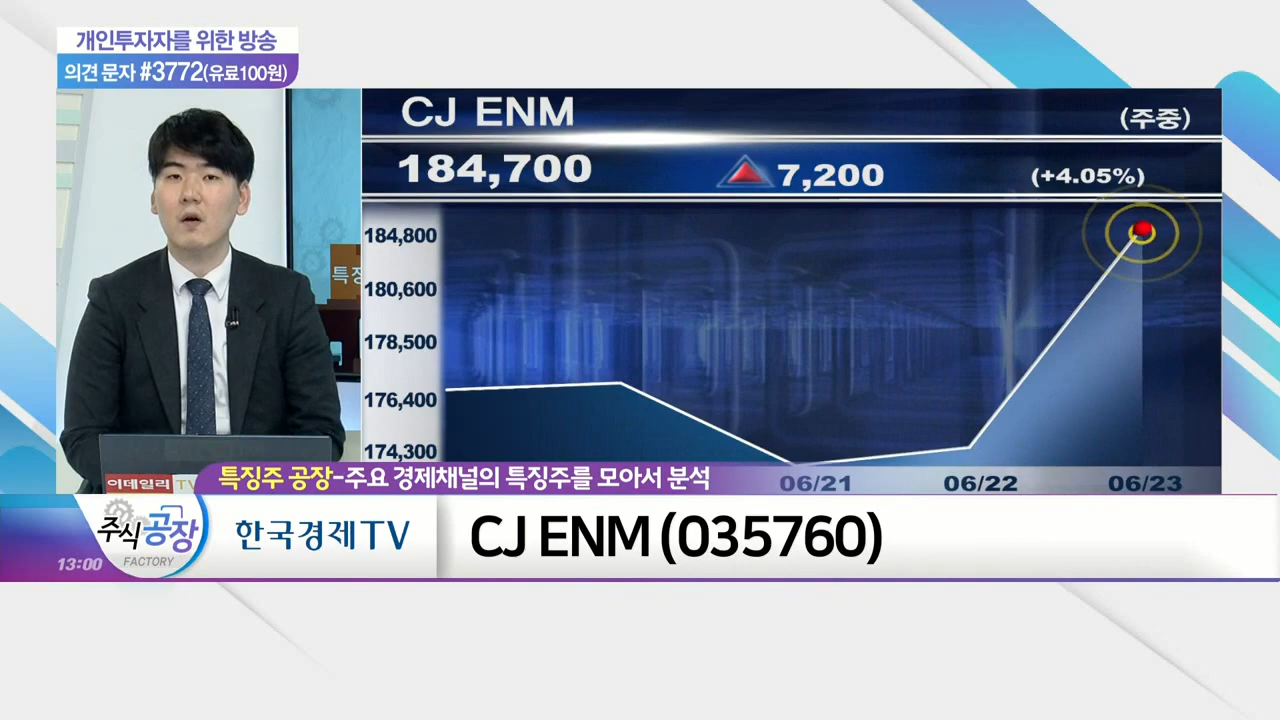 개인투자자를 위한 방송
의견 문자 #3772(유료100원)
CJ ENM (주중)
184,700 7,200 (+4.05%)
184,800
180,600
178,500
176,400
174,300
06/21 06/22 06/23
특징
이데일리 TV
특징주 공장-주요 경제채널의 특징주를 모아서 분석
주식공장
FACTORY
13:00
한국경제TV
CJ ENM (035760)